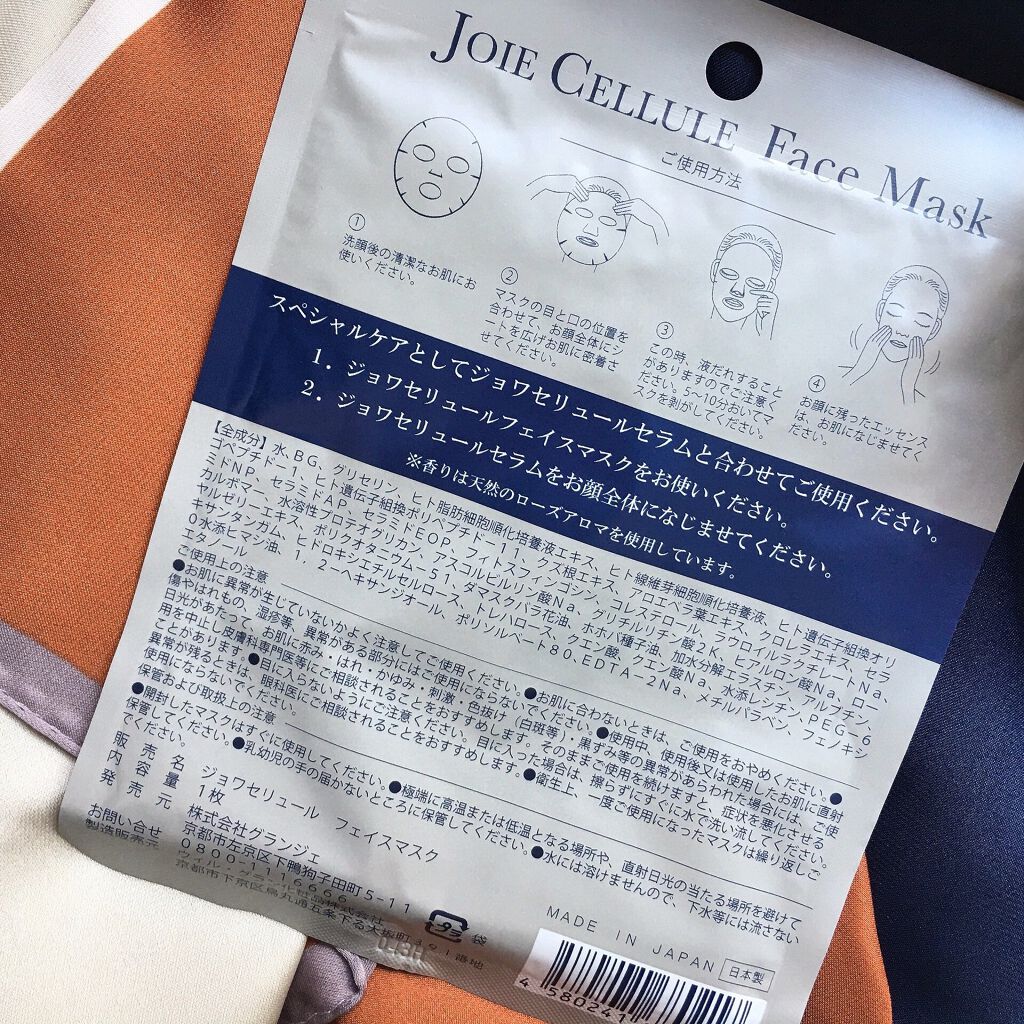 JOIE CELLULE Face Mask
ご使用方法
①
洗顔後の清潔なお肌にお
使いください。
②
マスクの目と口の位置を
合わせて、お顔全体にシ
ートを広げお肌に密着さ
せてください。
③
この時、液だれすること
がありますのでご注意く
ださい。5~10分おいてマ
スクを剥がしてください。
④
お顔に残ったエッセンス
は、お肌になじませてく
ださい。
スペシャルケアとしてジョワセリュールセラムと合わせてご使用ください。
1．ジョワセリュールフェイスマスクをお使いください。
2．ジョワセリュールセラムをお顔全体になじませてください。
※香りは天然のローズアロマを使用しています。
【全成分】水、BG、グリセリン、ヒト脂肪細胞順化培養液エキス、ヒト線維芽細胞順化培養液、ヒト遺伝子組換オリ
ゴペプチド-1、ヒト遺伝子組換ポリペプチド-11、クズ根エキス、アロエベラ葉エキス、クロレラエキス、セラ
ミドNP、セラミドAP、セラミドEOP、フィトスフィンゴシン、コレステロール、ラウロイルラクチレートNa、
カルボマー、水溶性プロテオグリカン、アスコルビルリン酸Na、グリチルリチン酸2K、ヒアルロン酸Na、ロー
ヤルゼリーエキス、ポリクオタニウム-51、ダマスクバラ花油、ホホバ種子油、加水分解エラスチン、アルブチン、
キサンタンガム、ヒドロキシエチルセルロース、トレハロース、クエン酸、クエン酸Na、水添レシチン、PEG-6
0水添ヒマシ油、1,2-ヘキサンジオール、ポリソルベート80、EDTA-2Na、メチルパラベン、フェノキシ
エタノール
ご使用上の注意
●お肌に異常が生じていないかよく注意してご使用ください。●お肌に合わないときは、ご使用をおやめください。●
傷やはれもの、湿疹等、異常がある部分にはご使用にならないでください。●使用中、使用後又は使用したお肌に直射
日光があたって、お肌に赤み・はれ・かゆみ・刺激・色抜け（白斑等）・黒ずみ等の異常があらわれた場合には、ご使
用を中止し皮膚科専門医等にご相談されることをおすすめします。そのままご使用を続けますと、症状を悪化させる
ことがあります。●目に入らないようにご注意ください。目に入った場合は、擦らずにすぐに水で洗い流してください。
異常が残るときは、眼科医にご相談されることをおすすめします。●衛生上、一度ご使用になったマスクは繰り返しご
使用にならないでください。
保管および取扱上の注意
●開封したマスクはすぐに使用してください。●極端に高温または低温となる場所や、直射日光の当たる場所を避けて
保管してください。●乳幼児の手の届かないところに保管してください。●水には溶けませんので、下水等には流さない
でください。
販売名 ジョワセリュール フェイスマスク
内容量 1枚
発売元 株式会社グランジェ
京都市左京区下鴨狗子田町5-11
お問い合せ 0800-1116666
製造販売元 ウィル・グラン化粧品株式会社
プラ
袋
MADE IN JAPAN
日本製
4 580241